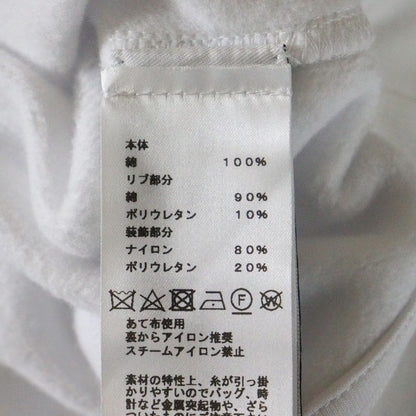 本体
綿 100%
リブ部分
綿 90%
ポリウレタン 10%
装飾部分
ナイロン 80%
ポリウレタン 20%
あて布使用
裏からアイロン推奨
スチームアイロン禁止
素材の特性上、糸が引っ掛
かりやすいのでバッグ、時
計など金属突起物や、ざら